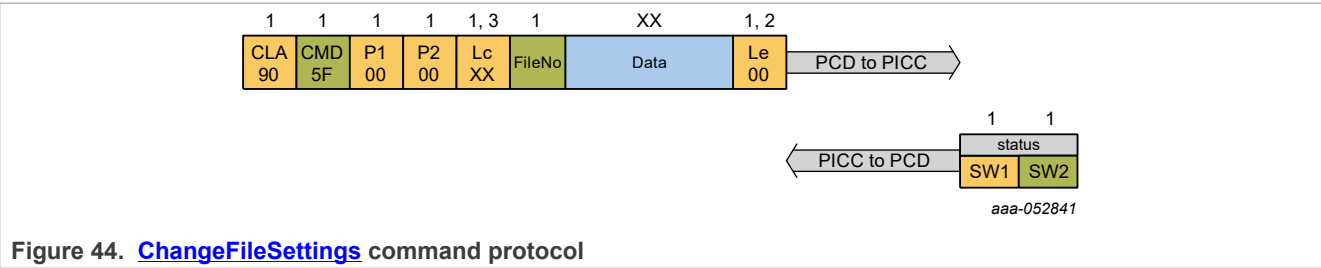 1 1 1 1 1, 3 1 XX 1, 2
CLA CMD P1 P2 Lc FileNo Data Le PCD to PICC
90 5F 00 00 XX 00
1 1
status
PICC to PCD SW1 SW2
aaa-052841
Figure 44. ChangeFileSettings command protocol